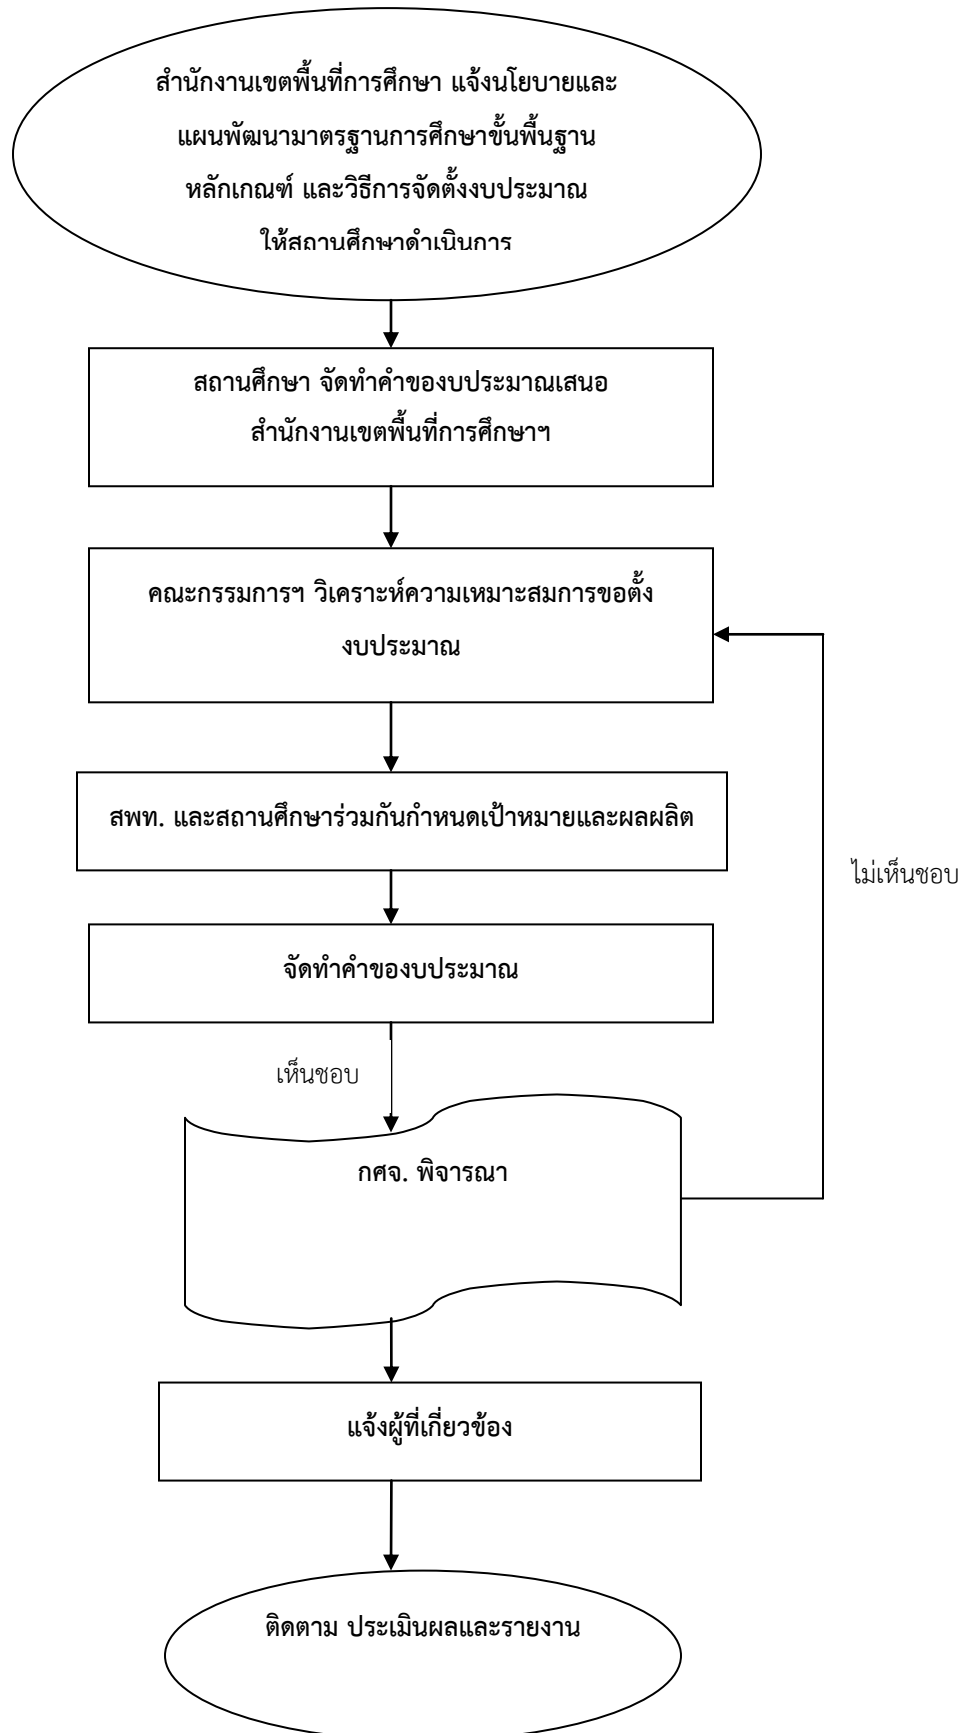 สำนักงานเขตพื้นที่การศึกษา แจ้งนโยบายและ
แผนพัฒนามาตรฐานการศึกษาขั้นพื้นฐาน
หลักเกณฑ์ และวิธีการจัดตั้งงบประมาณ
ให้สถานศึกษาดำเนินการ
สถานศึกษา จัดทำคำของบประมาณเสนอ
สำนักงานเขตพื้นที่การศึกษาฯ
คณะกรรมการฯ วิเคราะห์ความเหมาะสมการขอตั้ง
งบประมาณ
สพท. และสถานศึกษาร่วมกันกำหนดเป้าหมายและผลผลิต
ไม่เห็นชอบ
จัดทำคำของบประมาณ
เห็นชอบ
กศจ. พิจารณา
แจ้งผู้ที่เกี่ยวข้อง
ติดตาม ประเมินผลและรายงาน